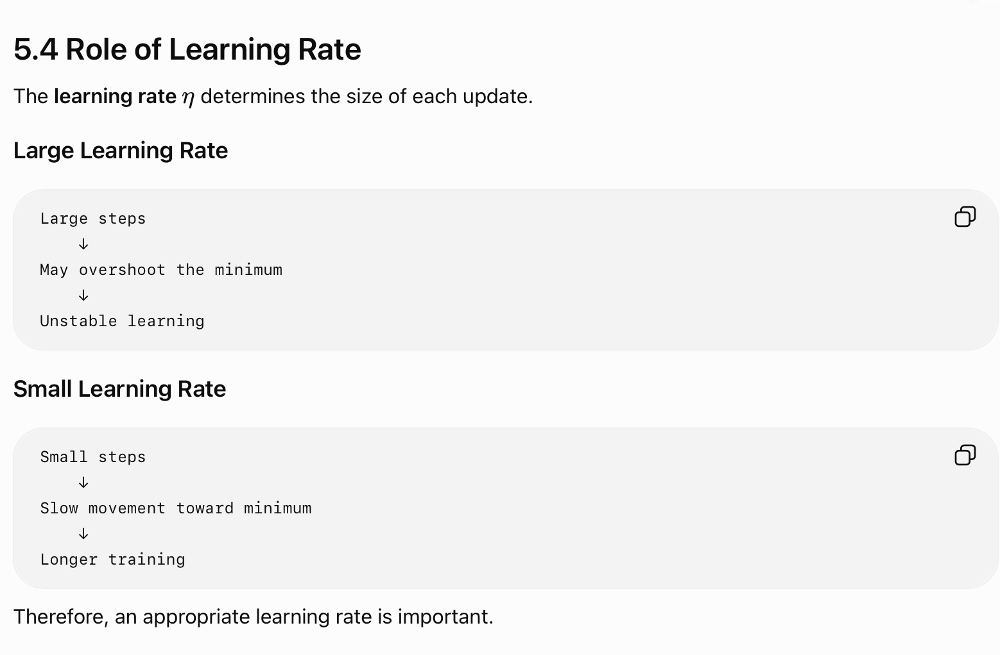 5.4 Role of Learning Rate
The learning rate η determines the size of each update.
Large Learning Rate
Large steps
↓
May overshoot the minimum
↓
Unstable learning
Small Learning Rate
Small steps
↓
Slow movement toward minimum
↓
Longer training
Therefore, an appropriate learning rate is important.